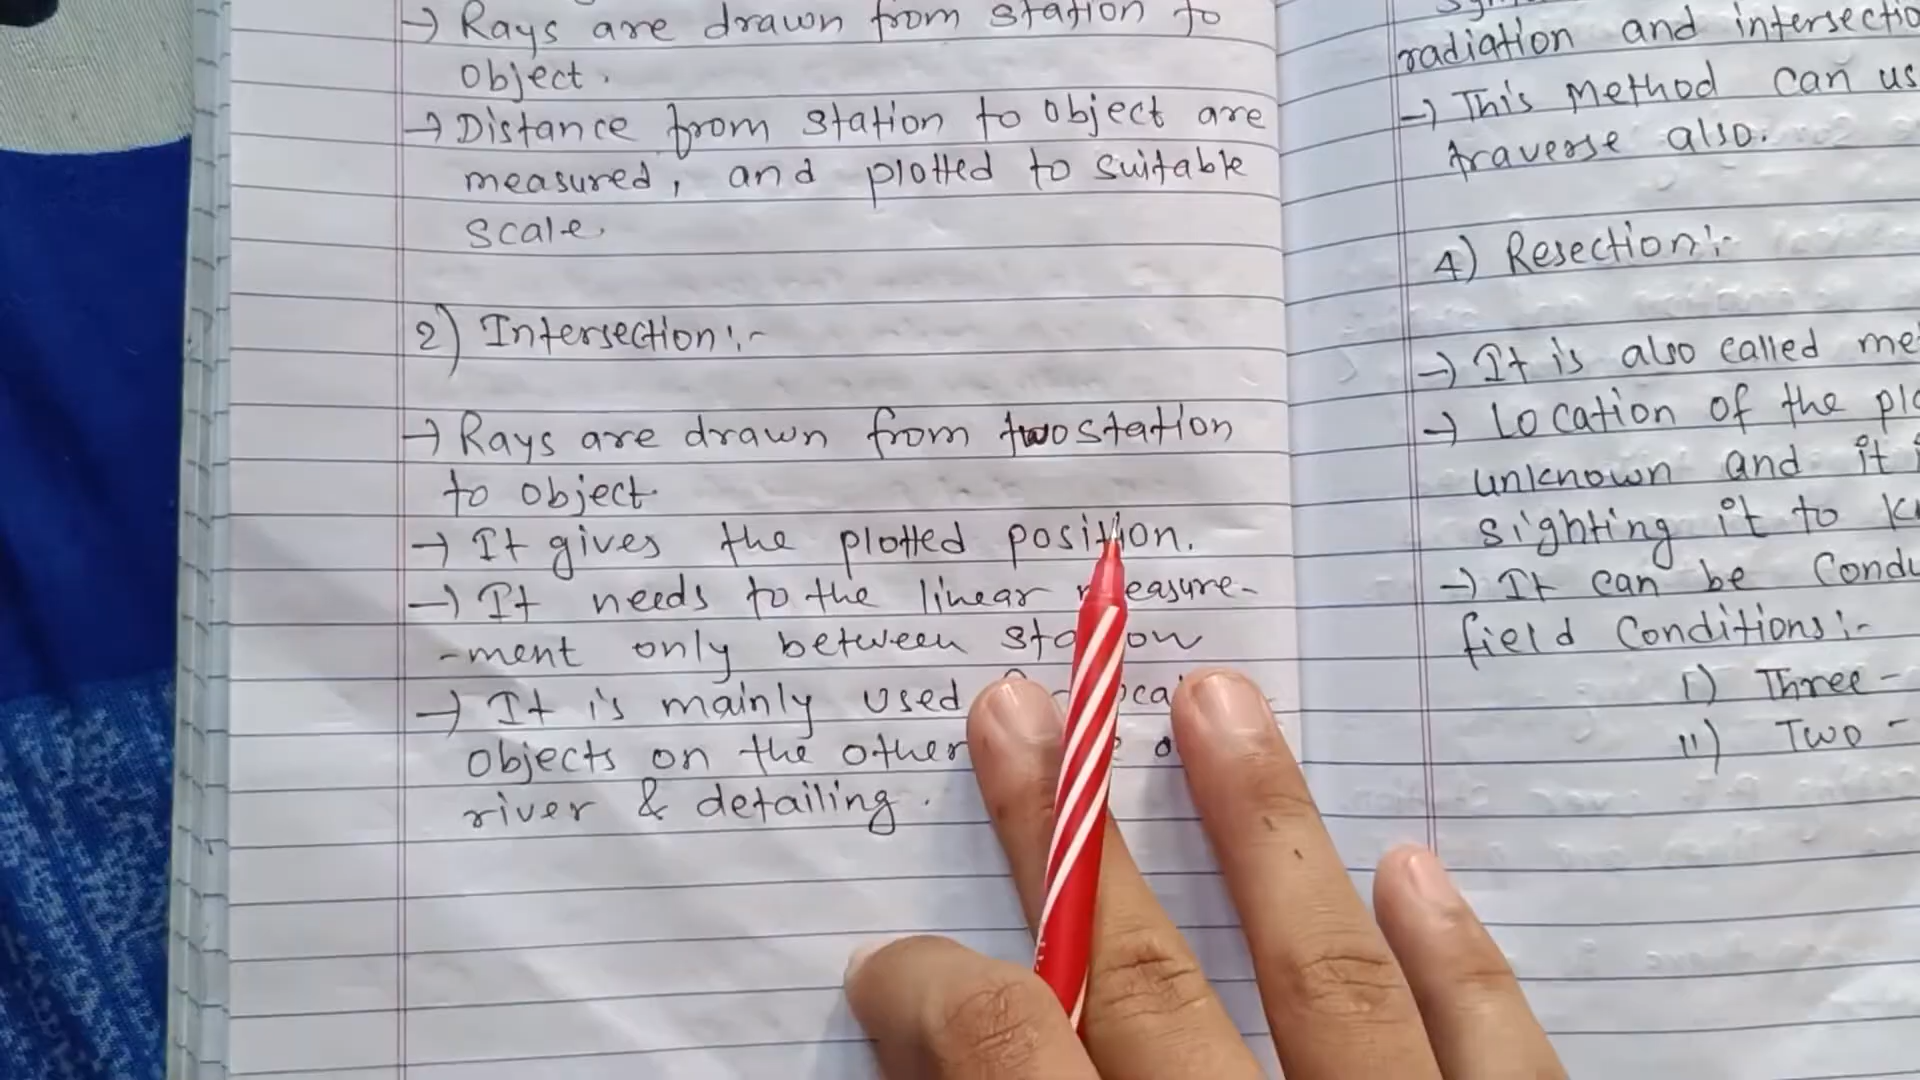 → Rays are drawn from station to
object.
→ Distance from station to object are
measured, and plotted to suitable
scale.
2) Intersection:-
→ Rays are drawn from two station
to object.
→ It gives the plotted position.
→ It needs to the linear measure-
-ment only between station
→ It is mainly used
objects on the other
river & detailing.
radiation and
→ This method can
traverse also.
4) Resection:-
→ It is also called
→ Location of the
unknown and it
sighting it to
→ It can be
field Conditions:-
i) Three-
ii) Two-